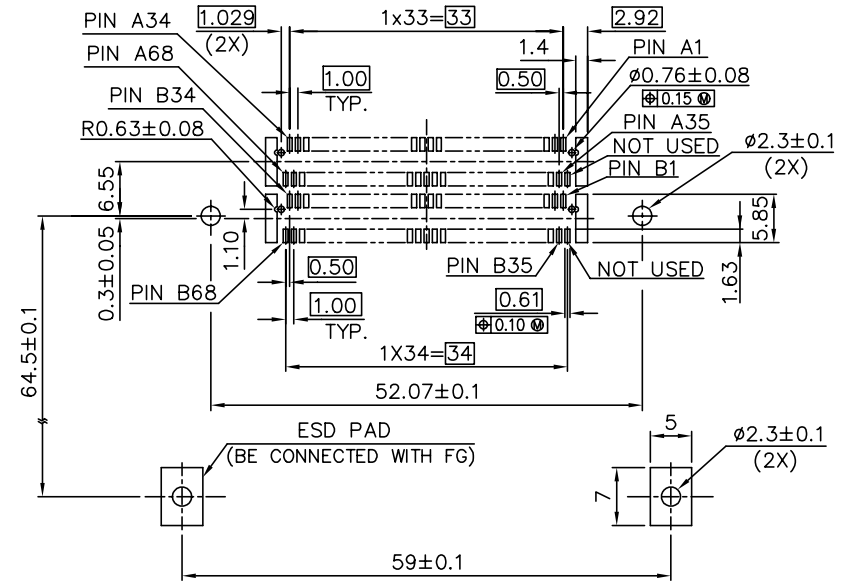 PIN A34
1.029
(2X)
1x33=33
2.92
PIN A68
1.4
PIN A1
1.00
TYP.
0.50
ø0.76±0.08
⌖ 0.15 Ⓜ
PIN B34
PIN A35
R0.63±0.08
NOT USED
ø2.3±0.1
(2X)
PIN B1
6.55
0.3±0.05
1.10
5.85
1.63
PIN B68
0.50
PIN B35
NOT USED
1.00
TYP.
0.61
⌖ 0.10 Ⓜ
64.5±0.1
1X34=34
52.07±0.1
ESD PAD
(BE CONNECTED WITH FG)
5
ø2.3±0.1
(2X)
7
59±0.1